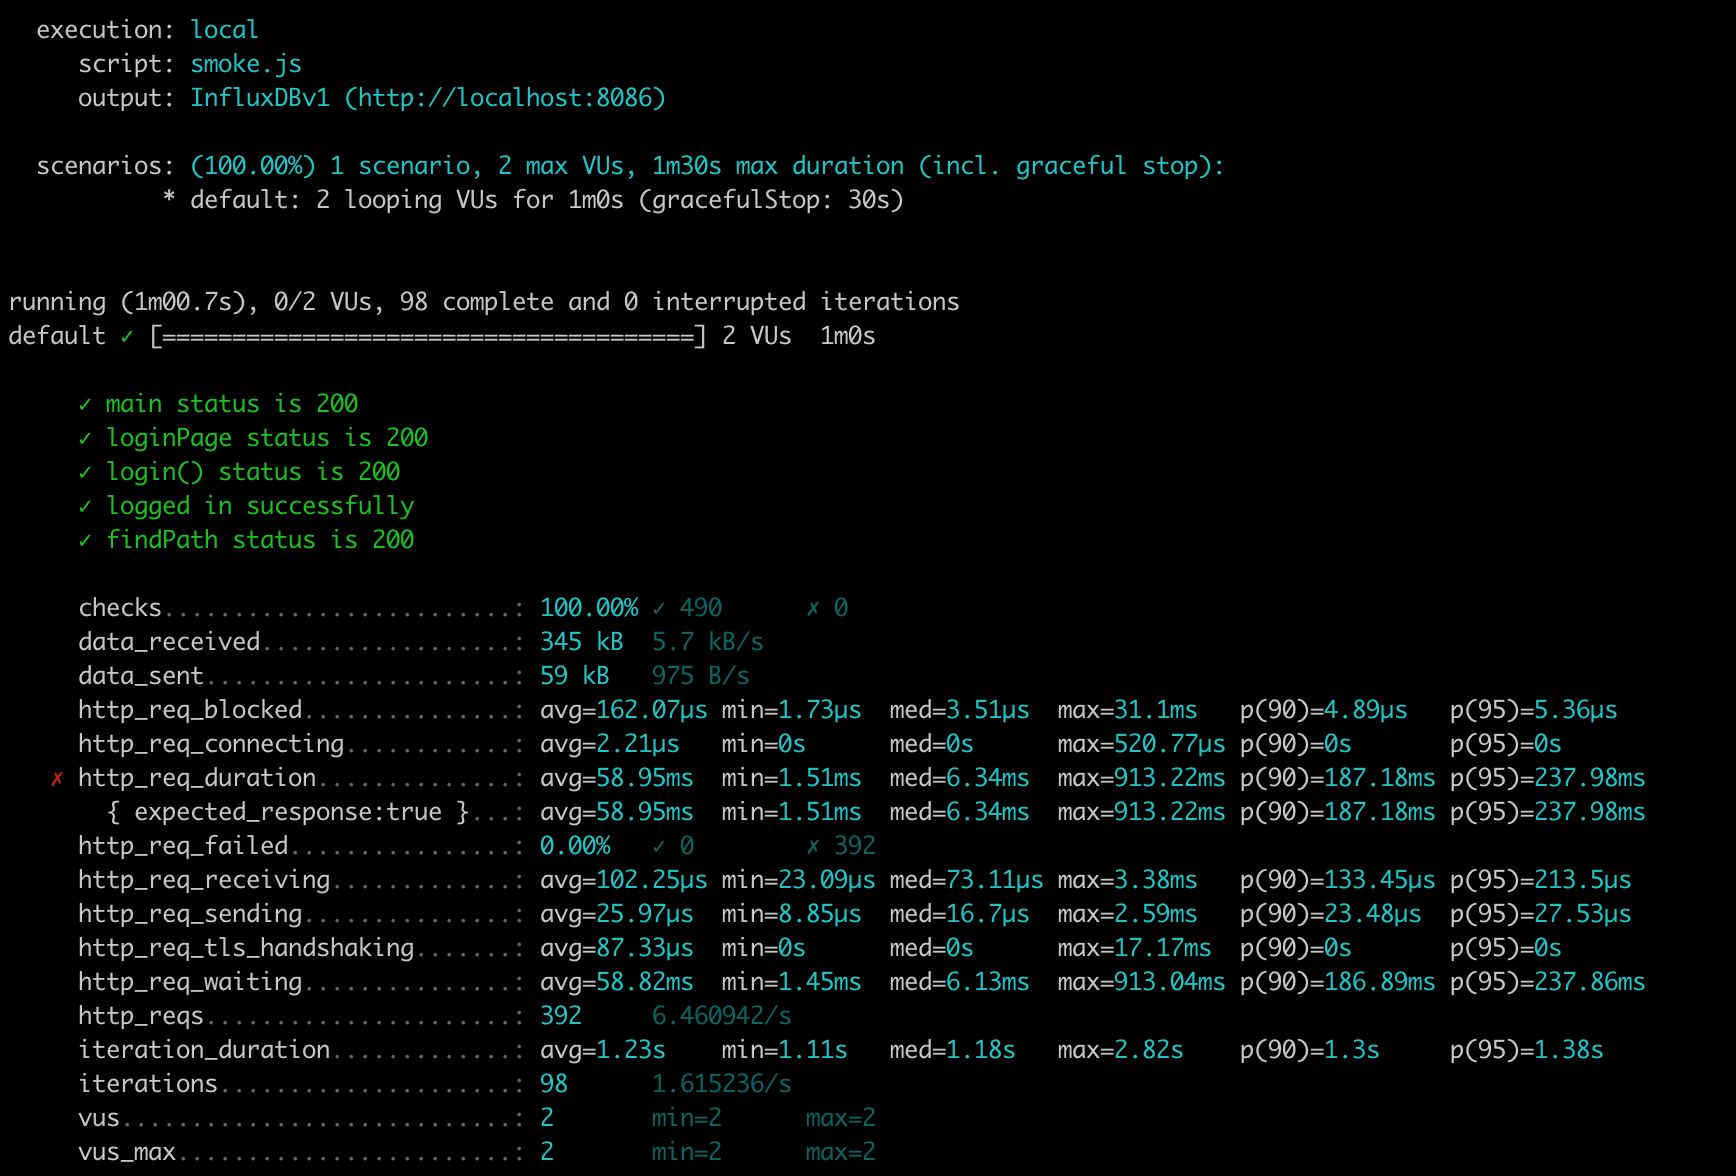 execution: local
script: smoke.js
output: InfluxDBv1 (http://localhost:8086)
scenarios: (100.00%) 1 scenario, 2 max VUs, 1m30s max duration (incl. graceful stop):
* default: 2 looping VUs for 1m0s (gracefulStop: 30s)
running (1m00.7s), 0/2 VUs, 98 complete and 0 interrupted iterations
default ✓ [======================================] 2 VUs  1m0s
✓ main status is 200
✓ loginPage status is 200
✓ login() status is 200
✓ logged in successfully
✓ findPath status is 200
checks.........................: 100.00% ✓ 490      ✗ 0
data_received..................: 345 kB  5.7 kB/s
data_sent......................: 59 kB   975 B/s
http_req_blocked...............: avg=162.07µs min=1.73µs  med=3.51µs  max=31.1ms   p(90)=4.89µs   p(95)=5.36µs
http_req_connecting............: avg=2.21µs   min=0s      med=0s      max=520.77µs p(90)=0s       p(95)=0s
✗ http_req_duration..............: avg=58.95ms  min=1.51ms  med=6.34ms  max=913.22ms p(90)=187.18ms p(95)=237.98ms
{ expected_response:true }...: avg=58.95ms  min=1.51ms  med=6.34ms  max=913.22ms p(90)=187.18ms p(95)=237.98ms
http_req_failed................: 0.00%   ✓ 0        ✗ 392
http_req_receiving.............: avg=102.25µs min=23.09µs med=73.11µs max=3.38ms   p(90)=133.45µs p(95)=213.5µs
http_req_sending...............: avg=25.97µs  min=8.85µs  med=16.7µs  max=2.59ms   p(90)=23.48µs  p(95)=27.53µs
http_req_tls_handshaking.......: avg=87.33µs  min=0s      med=0s      max=17.17ms  p(90)=0s       p(95)=0s
http_req_waiting...............: avg=58.82ms  min=1.45ms  med=6.13ms  max=913.04ms p(90)=186.89ms p(95)=237.86ms
http_reqs......................: 392     6.460942/s
iteration_duration.............: avg=1.23s    min=1.11s   med=1.18s   max=2.82s    p(90)=1.3s     p(95)=1.38s
iterations.....................: 98      1.615236/s
vus............................: 2       min=2      max=2
vus_max........................: 2       min=2      max=2